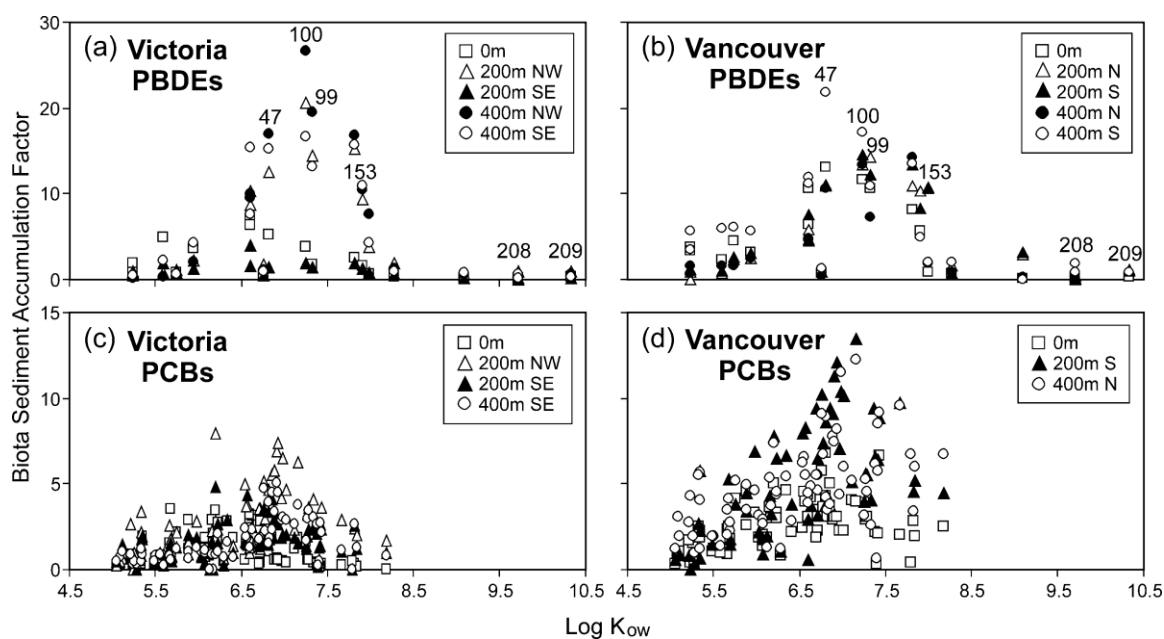 (a) Victoria
PBDEs
0m
200m NW
200m SE
400m NW
400m SE
100
99
47
153
208
209
(b) Vancouver
PBDEs
0m
200m N
200m S
400m N
400m S
47
100
99
153
208
209
30
20
10
0
(c) Victoria
PCBs
0m
200m NW
200m SE
400m SE
(d) Vancouver
PCBs
0m
200m S
400m N
15
10
5
0
Biota Sediment Accumulation Factor
4.5 5.5 6.5 7.5 8.5 9.5 10.5
4.5 5.5 6.5 7.5 8.5 9.5 10.5
Log KOW